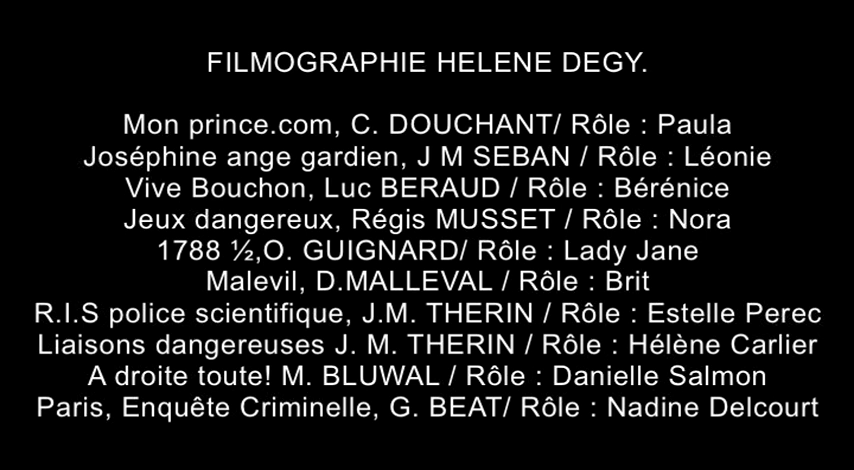 FILMOGRAPHIE HELENE DEGY.
Mon prince.com, C. DOUCHANT/ Rôle : Paula
Joséphine ange gardien, J M SEBAN / Rôle : Léonie
Vive Bouchon, Luc BERAUD / Rôle : Bérénice
Jeux dangereux, Régis MUSSET / Rôle : Nora
1788 ½,O. GUIGNARD/ Rôle : Lady Jane
Malevil, D.MALLEVAL / Rôle : Brit
R.I.S police scientifique, J.M. THERIN / Rôle : Estelle Perec
Liaisons dangereuses J. M. THERIN / Rôle : Hélène Carlier
A droite toute! M. BLUWAL / Rôle : Danielle Salmon
Paris, Enquête Criminelle, G. BEAT/ Rôle : Nadine Delcourt